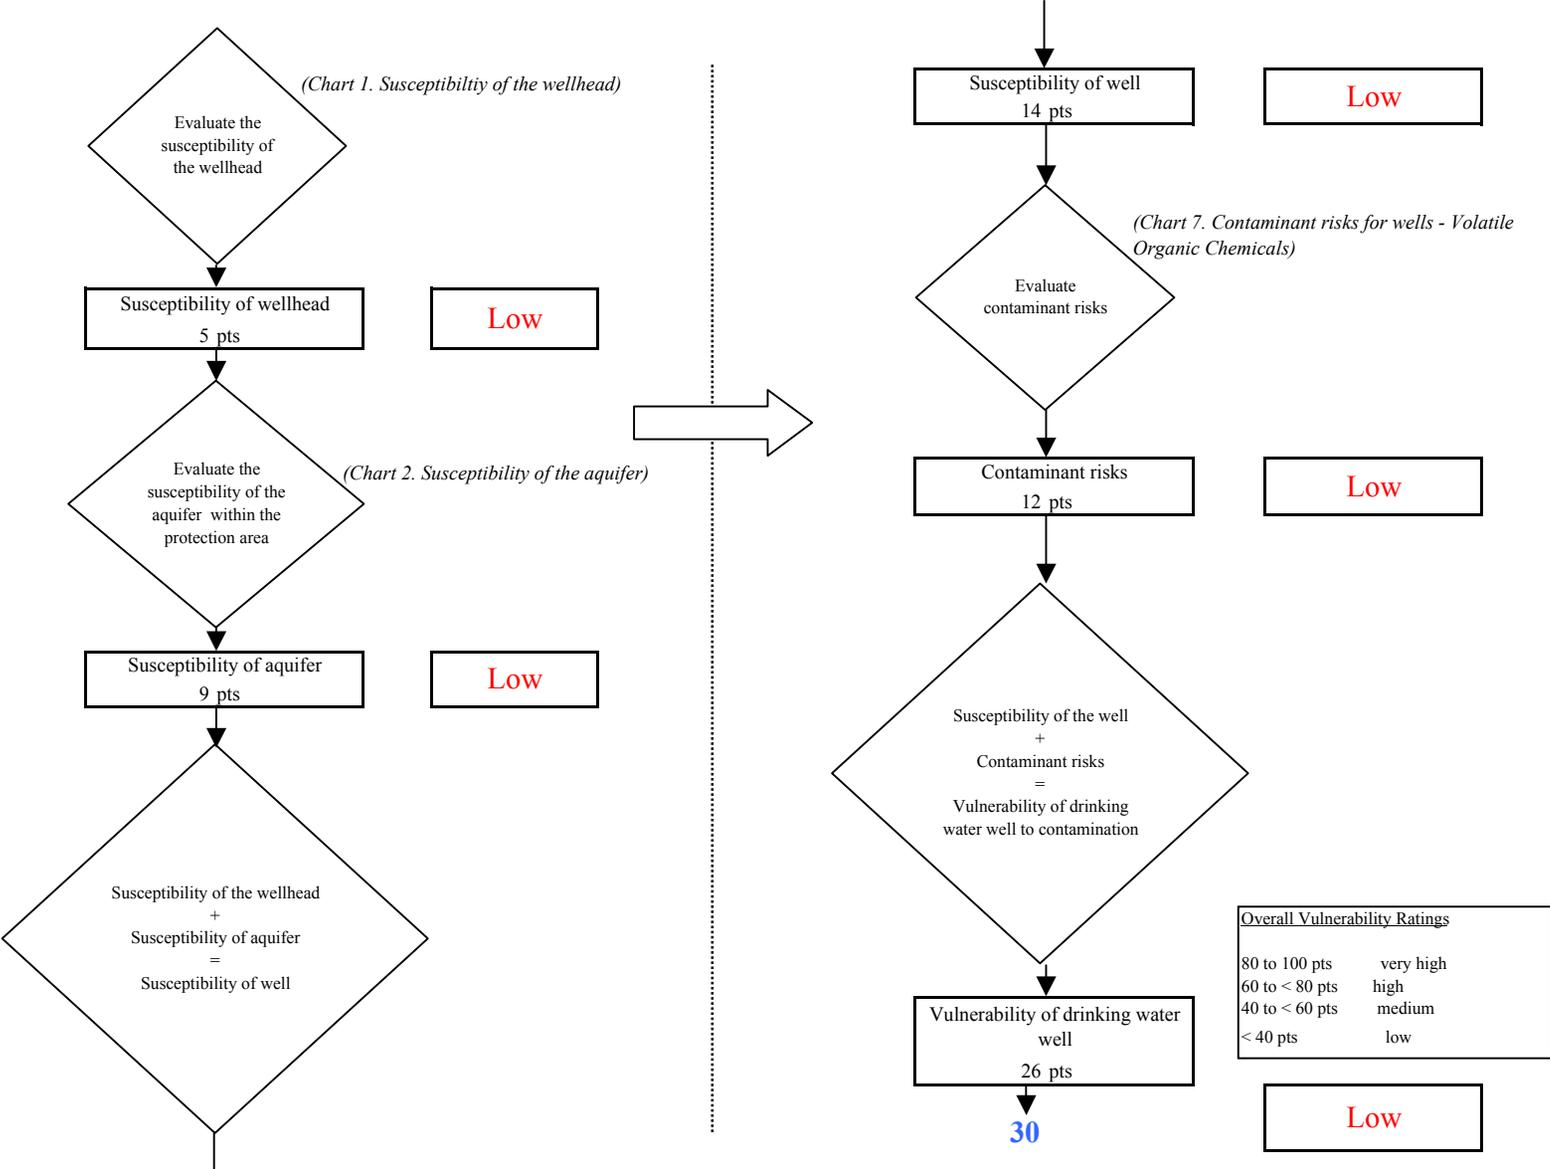 (Chart 1. Susceptibiltiy of the wellhead)
Evaluate the
susceptibility of
the wellhead
Susceptibility of wellhead
5 pts
Low
Evaluate the
susceptibility of the
aquifer within the
protection area
(Chart 2. Susceptibility of the aquifer)
Susceptibility of aquifer
9 pts
Low
Susceptibility of the wellhead
+
Susceptibility of aquifer
=
Susceptibility of well
Susceptibility of well
14 pts
Low
(Chart 7. Contaminant risks for wells - Volatile
Organic Chemicals)
Evaluate
contaminant risks
Contaminant risks
12 pts
Low
Susceptibility of the well
+
Contaminant risks
=
Vulnerability of drinking
water well to contamination
Vulnerability of drinking water
well
26 pts
30
Overall Vulnerability Ratings
80 to 100 pts very high
60 to < 80 pts high
40 to < 60 pts medium
< 40 pts low
Low